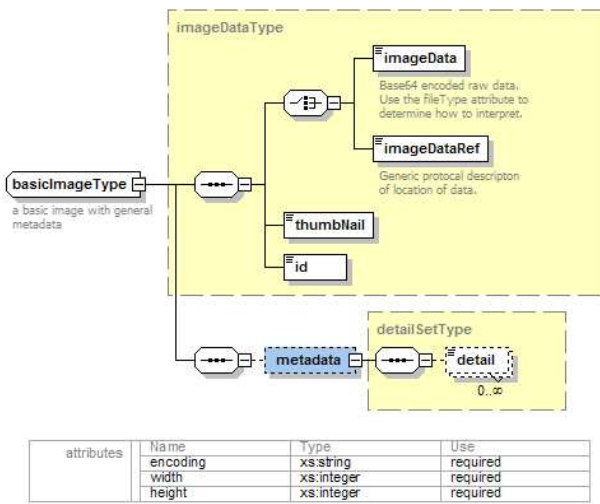 imageDataType
imageData
Base64 encoded raw data.
Use the fileType attribute to
determine how to interpret.
imageDataRef
Generic protocal descripton
of location of data.
basicImageType
a basic image with general
metadata
thumbNail
id
detailSetType
metadata
detail
0..∞
attributes Name Type Use
encoding xs:string required
width xs:integer required
height xs:integer required